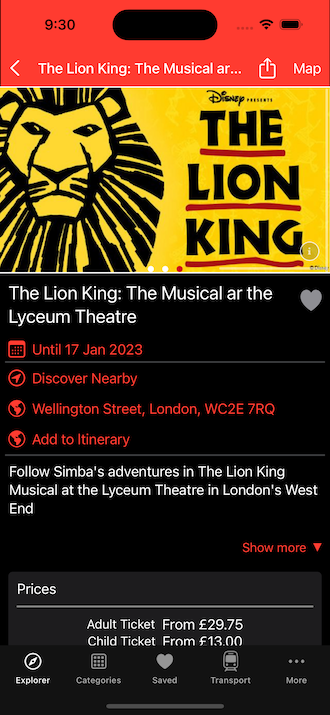 9:30
The Lion King: The Musical ar...
Map
Disney PRESENTS
THE
LION
KING
i
The Lion King: The Musical ar the
Lyceum Theatre
Until 17 Jan 2023
Discover Nearby
Wellington Street, London, WC2E 7RQ
Add to Itinerary
Follow Simba's adventures in The Lion King
Musical at the Lyceum Theatre in London's West
End
Show more ▼
Prices
Adult Ticket From £29.75
Child Ticket From £13.00
Explorer Categories Saved Transport More